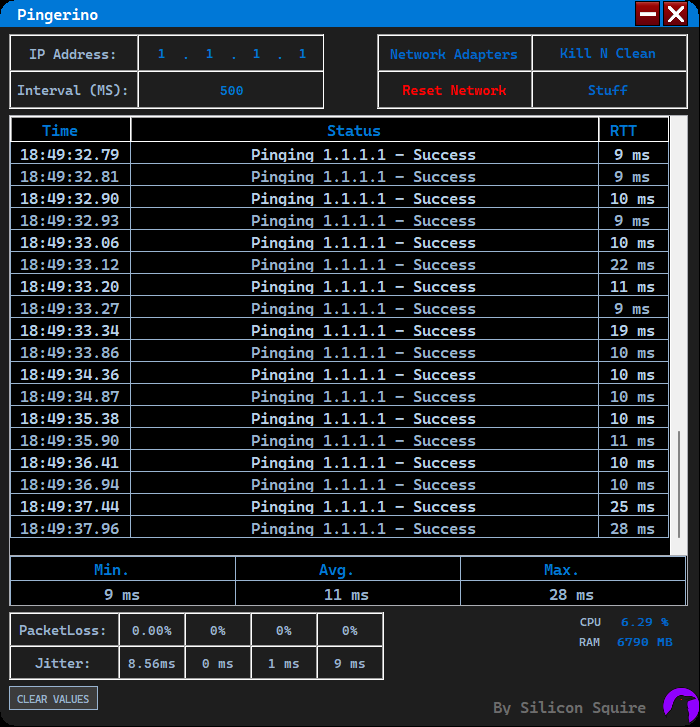 Pingerino
IP Address: 1 . 1 . 1 . 1 Network Adapters Kill N Clean
Interval (MS): 500 Reset Network Stuff
Time Status RTT
18:49:32.79 Pinging 1.1.1.1 – Success 9 ms
18:49:32.81 Pinging 1.1.1.1 – Success 9 ms
18:49:32.90 Pinging 1.1.1.1 – Success 10 ms
18:49:32.93 Pinging 1.1.1.1 – Success 9 ms
18:49:33.06 Pinging 1.1.1.1 – Success 10 ms
18:49:33.12 Pinging 1.1.1.1 – Success 22 ms
18:49:33.20 Pinging 1.1.1.1 – Success 11 ms
18:49:33.27 Pinging 1.1.1.1 – Success 9 ms
18:49:33.34 Pinging 1.1.1.1 – Success 19 ms
18:49:33.86 Pinging 1.1.1.1 – Success 10 ms
18:49:34.36 Pinging 1.1.1.1 – Success 10 ms
18:49:34.87 Pinging 1.1.1.1 – Success 10 ms
18:49:35.38 Pinging 1.1.1.1 – Success 10 ms
18:49:35.90 Pinging 1.1.1.1 – Success 11 ms
18:49:36.41 Pinging 1.1.1.1 – Success 10 ms
18:49:36.94 Pinging 1.1.1.1 – Success 10 ms
18:49:37.44 Pinging 1.1.1.1 – Success 25 ms
18:49:37.96 Pinging 1.1.1.1 – Success 28 ms
Min. Avg. Max.
9 ms 11 ms 28 ms
PacketLoss: 0.00% 0% 0% 0% CPU 6.29 %
Jitter: 8.56ms 0 ms 1 ms 9 ms RAM 6790 MB
CLEAR VALUES
By Silicon Squire